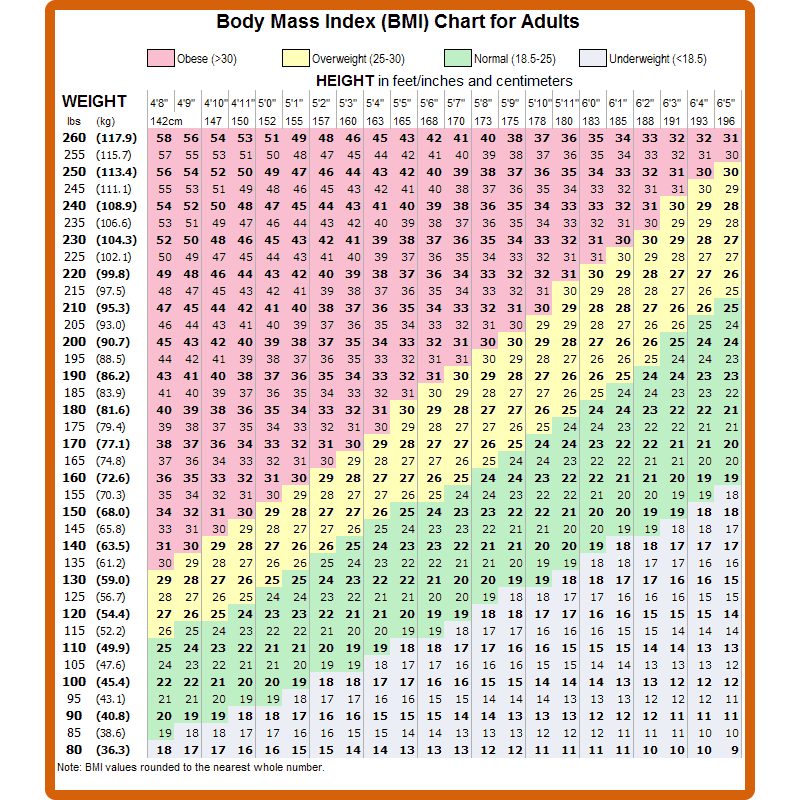 Body Mass Index (BMI) Chart for Adults
Obese (>30) Overweight (25-30) Normal (18.5-25) Underweight (<18.5)
HEIGHT in feet/inches and centimeters
WEIGHT 4'8" 4'9" 4'10" 4'11" 5'0" 5'1" 5'2" 5'3" 5'4" 5'5" 5'6" 5'7" 5'8" 5'9" 5'10" 5'11" 6'0" 6'1" 6'2" 6'3" 6'4" 6'5"
lbs (kg) 142cm 147 150 152 155 157 160 163 165 168 170 173 175 178 180 183 185 188 191 193 196
260 (117.9) 58 56 54 53 51 49 48 46 45 43 42 41 40 38 37 36 35 34 33 32 32 31
255 (115.7) 57 55 53 51 50 48 47 45 44 42 41 40 39 38 37 36 35 34 33 32 31 30
250 (113.4) 56 54 52 50 49 47 46 44 43 42 40 39 38 37 36 35 34 33 32 31 30 30
245 (111.1) 55 53 51 49 48 46 45 43 42 41 40 38 37 36 35 34 33 32 31 31 30 29
240 (108.9) 54 52 50 48 47 45 44 43 41 40 39 38 36 35 34 33 33 32 31 30 29 28
235 (106.6) 53 51 49 47 46 44 43 42 40 39 38 37 36 35 34 33 32 31 30 29 29 28
230 (104.3) 52 50 48 46 45 43 42 41 39 38 37 36 35 34 33 32 31 30 30 29 28 27
225 (102.1) 50 49 47 45 44 43 41 40 39 37 36 35 34 33 32 31 31 30 29 28 27 27
220 (99.8) 49 48 46 44 43 42 40 39 38 37 36 34 33 32 32 31 30 29 28 27 27 26
215 (97.5) 48 47 45 43 42 41 39 38 37 36 35 34 33 32 31 30 29 28 28 27 26 25
210 (95.3) 47 45 44 42 41 40 38 37 36 35 34 33 32 31 30 29 28 28 27 26 26 25
205 (93.0) 46 44 43 41 40 39 37 36 35 34 33 32 31 30 29 29 28 27 26 26 25 24
200 (90.7) 45 43 42 40 39 38 37 35 34 33 32 31 30 30 29 28 27 26 26 25 24 24
195 (88.5) 44 42 41 39 38 37 36 35 33 32 31 31 30 29 28 27 26 26 25 24 24 23
190 (86.2) 43 41 40 38 37 36 35 34 33 32 31 30 29 28 27 26 26 25 24 24 23 23
185 (83.9) 41 40 39 37 36 35 34 33 32 31 30 29 28 27 27 26 25 24 24 23 23 22
180 (81.6) 40 39 38 36 35 34 33 32 31 30 29 28 27 27 26 25 24 24 23 22 22 21
175 (79.4) 39 38 37 35 34 33 32 31 30 29 28 27 27 26 25 24 24 23 22 22 21 21
170 (77.1) 38 37 36 34 33 32 31 30 29 28 27 27 26 25 24 24 23 22 22 21 21 20
165 (74.8) 37 36 34 33 32 31 30 29 28 27 27 26 25 24 24 23 22 22 21 21 20 20
160 (72.6) 36 35 33 32 31 30 29 28 27 27 26 25 24 24 23 22 22 21 21 20 19 19
155 (70.3) 35 34 32 31 30 29 28 27 27 26 25 24 24 23 22 22 21 20 20 19 19 18
150 (68.0) 34 32 31 30 29 28 27 27 26 25 24 23 23 22 22 21 20 20 19 19 18 18
145 (65.8) 33 31 30 29 28 27 27 26 25 24 23 23 22 21 21 20 20 19 19 18 18 17
140 (63.5) 31 30 29 28 27 26 26 25 24 23 23 22 21 21 20 20 19 18 18 17 17 17
135 (61.2) 30 29 28 27 26 26 25 24 23 22 22 21 21 20 19 19 18 18 17 17 16 16
130 (59.0) 29 28 27 26 25 25 24 23 22 22 21 20 20 19 19 18 18 17 17 16 16 15
125 (56.7) 28 27 26 25 24 24 23 22 21 21 20 20 19 18 18 17 17 16 16 16 15 15
120 (54.4) 27 26 25 24 23 23 22 21 21 20 19 19 18 18 17 17 16 16 15 15 15 14
115 (52.2) 26 25 24 23 22 22 21 20 20 19 19 18 17 17 16 16 16 15 15 14 14 14
110 (49.9) 25 24 23 22 21 21 20 19 19 18 18 17 17 16 16 15 15 15 14 14 13 13
105 (47.6) 24 23 22 21 21 20 19 19 18 17 17 16 16 16 15 15 14 14 13 13 13 12
100 (45.4) 22 22 21 20 20 19 18 18 17 17 16 16 15 15 14 14 14 13 13 12 12 12
95 (43.1) 21 21 20 19 19 18 17 17 16 16 15 15 14 14 14 13 13 13 12 12 12 11
90 (40.8) 20 19 19 18 18 17 16 16 15 15 15 14 14 13 13 13 12 12 12 11 11 11
85 (38.6) 19 18 18 17 17 16 16 15 15 14 14 13 13 13 12 12 12 11 11 11 10 10
80 (36.3) 18 17 17 16 16 15 15 14 14 13 13 13 12 12 11 11 11 11 10 10 10 9
Note: BMI values rounded to the nearest whole number.